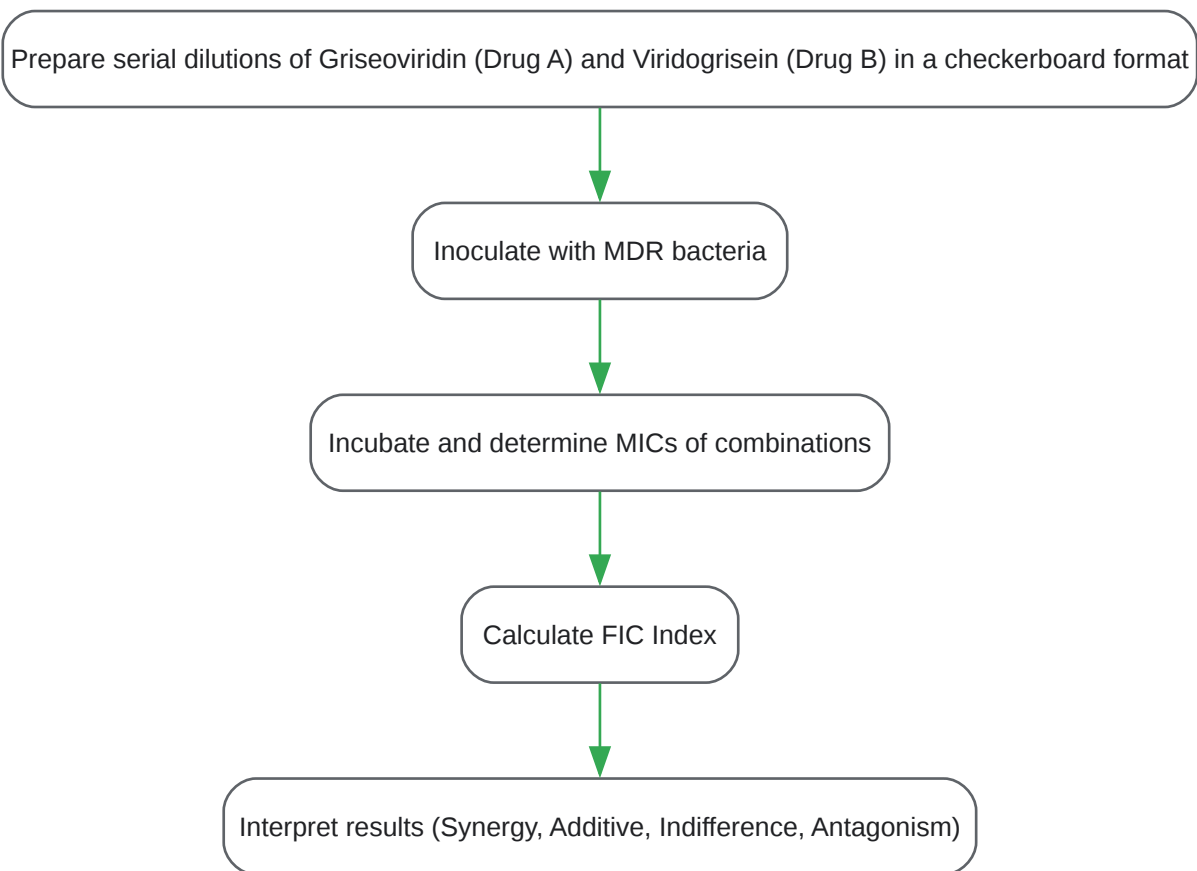 Prepare serial dilutions of Griseoviridin (Drug A) and Viridogrisein (Drug B) in a checkerboard format
Inoculate with MDR bacteria
Incubate and determine MICs of combinations
Calculate FIC Index
Interpret results (Synergy, Additive, Indifference, Antagonism)